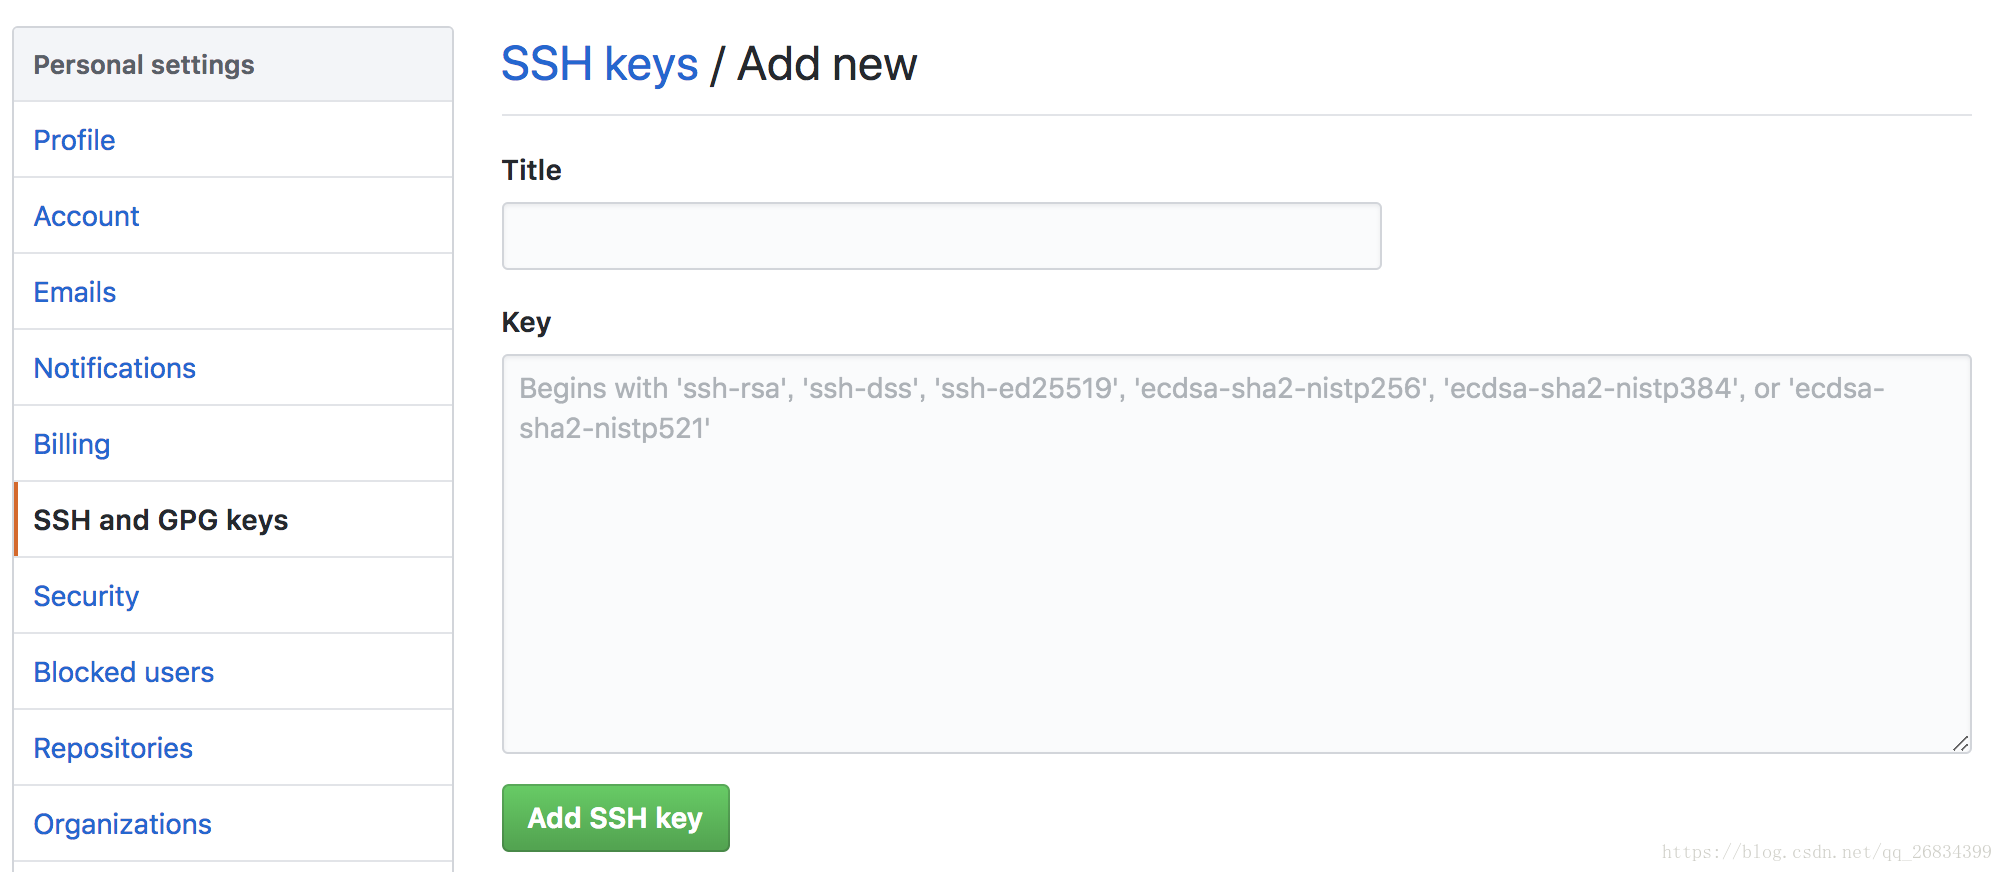 Personal settings
Profile
Account
Emails
Notifications
Billing
SSH and GPG keys
Security
Blocked users
Repositories
Organizations
SSH keys / Add new
Title
Key
Begins with 'ssh-rsa', 'ssh-dss', 'ssh-ed25519', 'ecdsa-sha2-nistp256', 'ecdsa-sha2-nistp384', or 'ecdsa-
sha2-nistp521'
Add SSH key
https://blog.csdn.net/qq_26834399